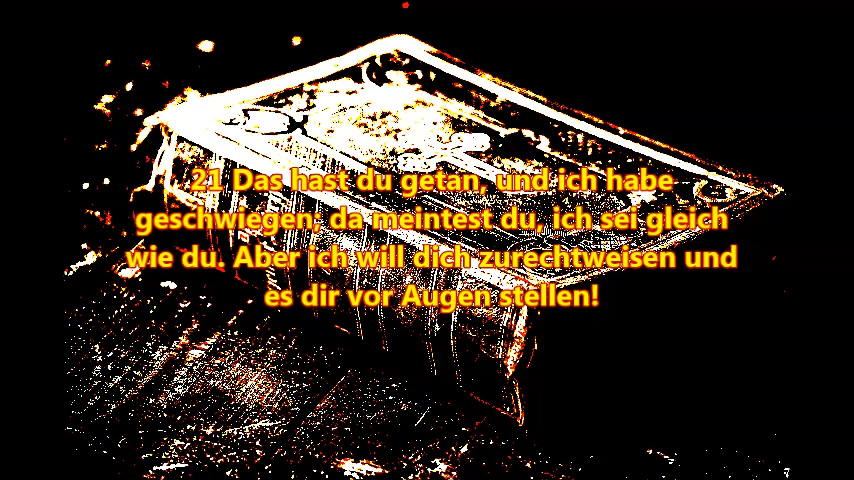 21 Das hast du getan, und ich habe
geschwiegen; da meintest du, ich sei gleich
wie du. Aber ich will dich zurechtweisen und
es dir vor Augen stellen!
7